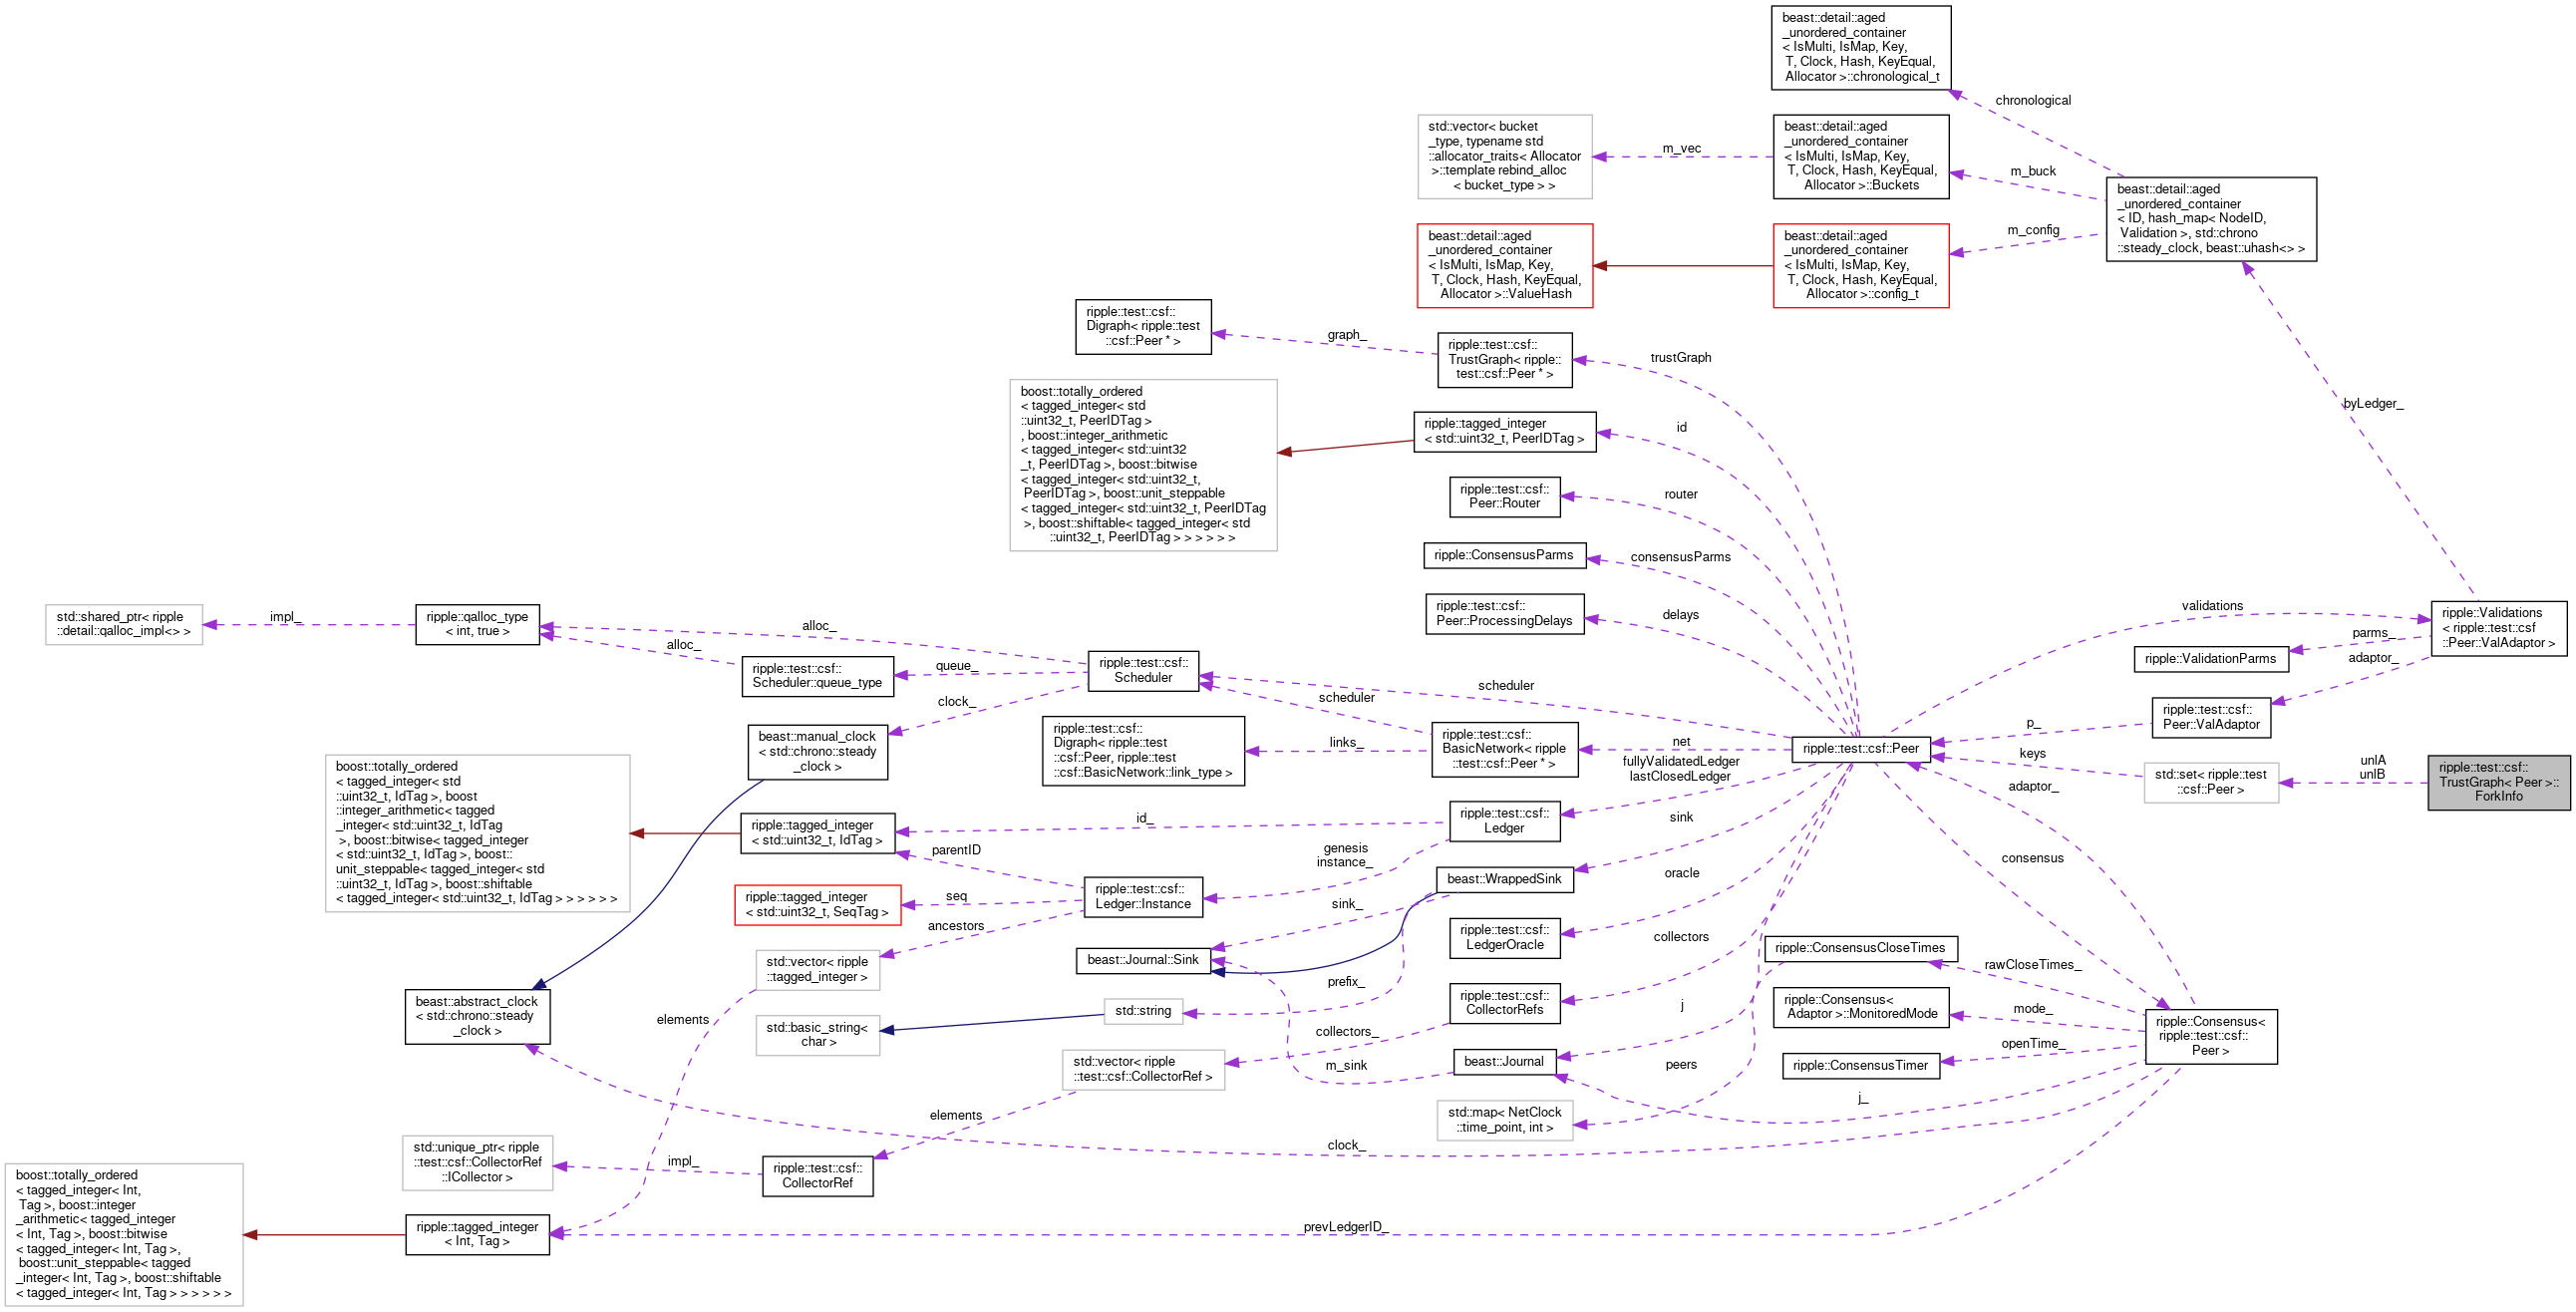 beast::detail::aged
_unordered_container
< IsMulti, IsMap, Key,
T, Clock, Hash, KeyEqual,
Allocator >::chronological_t
chronological
std::vector< bucket
_type, typename std
::allocator_traits< Allocator
>::template rebind_alloc
< bucket_type > >
m_vec
beast::detail::aged
_unordered_container
< IsMulti, IsMap, Key,
T, Clock, Hash, KeyEqual,
Allocator >::Buckets
m_buck
beast::detail::aged
_unordered_container
< ID, hash_map< NodeID,
Validation >, std::chrono
::steady_clock, beast::uhash<> >
beast::detail::aged
_unordered_container
< IsMulti, IsMap, Key,
T, Clock, Hash, KeyEqual,
Allocator >::ValueHash
beast::detail::aged
_unordered_container
< IsMulti, IsMap, Key,
T, Clock, Hash, KeyEqual,
Allocator >::config_t
m_config
ripple::test::csf::
Digraph< ripple::test
::csf::Peer * >
graph_
ripple::test::csf::
TrustGraph< ripple::
test::csf::Peer * >
trustGraph
byLedger_
boost::totally_ordered
< tagged_integer< std
::uint32_t, PeerIDTag >
, boost::integer_arithmetic
< tagged_integer< std::uint32
_t, PeerIDTag >, boost::bitwise
< tagged_integer< std::uint32_t,
PeerIDTag >, boost::unit_steppable
< tagged_integer< std::uint32_t, PeerIDTag
>, boost::shiftable< tagged_integer< std
::uint32_t, PeerIDTag > > > > > >
ripple::tagged_integer
< std::uint32_t, PeerIDTag >
id
ripple::test::csf::
Peer::Router
router
ripple::ConsensusParms
consensusParms
ripple::test::csf::
Peer::ProcessingDelays
delays
validations
ripple::Validations
< ripple::test::csf
::Peer::ValAdaptor >
parms_
ripple::ValidationParms
adaptor_
ripple::test::csf::
Peer::ValAdaptor
p_
std::shared_ptr< ripple
::detail::qalloc_impl<> >
impl_
ripple::qalloc_type
< int, true >
alloc_
alloc_
ripple::test::csf::
Scheduler::queue_type
queue_
ripple::test::csf::
Scheduler
scheduler
scheduler
clock_
beast::manual_clock
< std::chrono::steady
_clock >
ripple::test::csf::
Digraph< ripple::test
::csf::Peer, ripple::test
::csf::BasicNetwork::link_type >
links_
ripple::test::csf::
BasicNetwork< ripple
::test::csf::Peer * >
net
ripple::test::csf::Peer
keys
std::set< ripple::test
::csf::Peer >
unlA
unlB
ripple::test::csf::
TrustGraph< Peer >::
ForkInfo
fullyValidatedLedger
lastClosedLedger
adaptor_
boost::totally_ordered
< tagged_integer< std
::uint32_t, IdTag >, boost
::integer_arithmetic< tagged
_integer< std::uint32_t, IdTag
>, boost::bitwise< tagged_integer
< std::uint32_t, IdTag >, boost::
unit_steppable< tagged_integer< std
::uint32_t, IdTag >, boost::shiftable
< tagged_integer< std::uint32_t, IdTag > > > > > >
ripple::tagged_integer
< std::uint32_t, IdTag >
id_
ripple::test::csf::
Ledger
sink
parentID
genesis
instance_
consensus
ripple::tagged_integer
< std::uint32_t, SeqTag >
seq
ripple::test::csf::
Ledger::Instance
beast::WrappedSink
oracle
sink_
ancestors
std::vector< ripple
::tagged_integer >
beast::Journal::Sink
ripple::test::csf::
LedgerOracle
collectors
ripple::ConsensusCloseTimes
rawCloseTimes_
beast::abstract_clock
< std::chrono::steady
_clock >
elements
std::basic_string<
char >
std::string
prefix_
ripple::test::csf::
CollectorRefs
j
ripple::Consensus<
Adaptor >::MonitoredMode
mode_
ripple::Consensus<
ripple::test::csf::
Peer >
openTime_
ripple::ConsensusTimer
std::vector< ripple
::test::csf::CollectorRef >
collectors_
m_sink
beast::Journal
peers
j_
elements
std::map< NetClock
::time_point, int >
clock_
std::unique_ptr< ripple
::test::csf::CollectorRef
::ICollector >
impl_
ripple::test::csf::
CollectorRef
boost::totally_ordered
< tagged_integer< Int,
Tag >, boost::integer
_arithmetic< tagged_integer
< Int, Tag >, boost::bitwise
< tagged_integer< Int, Tag >,
boost::unit_steppable< tagged
_integer< Int, Tag >, boost::shiftable
< tagged_integer< Int, Tag > > > > > >
ripple::tagged_integer
< Int, Tag >
prevLedgerID_